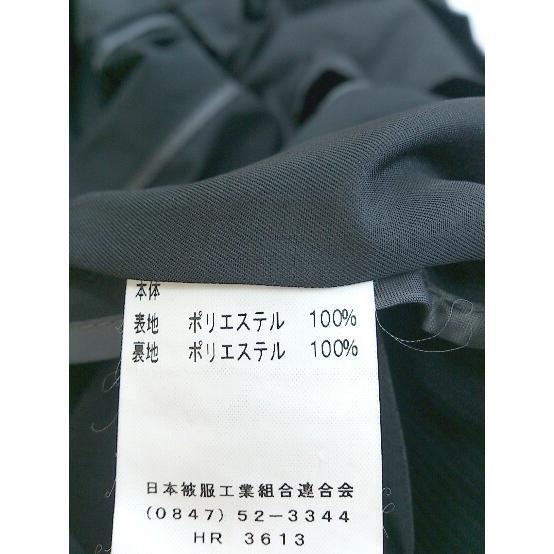 本体
表地 ポリエステル 100%
裏地 ポリエステル 100%
日本被服工業組合連合会
(0847) 52-3344
HR 3613